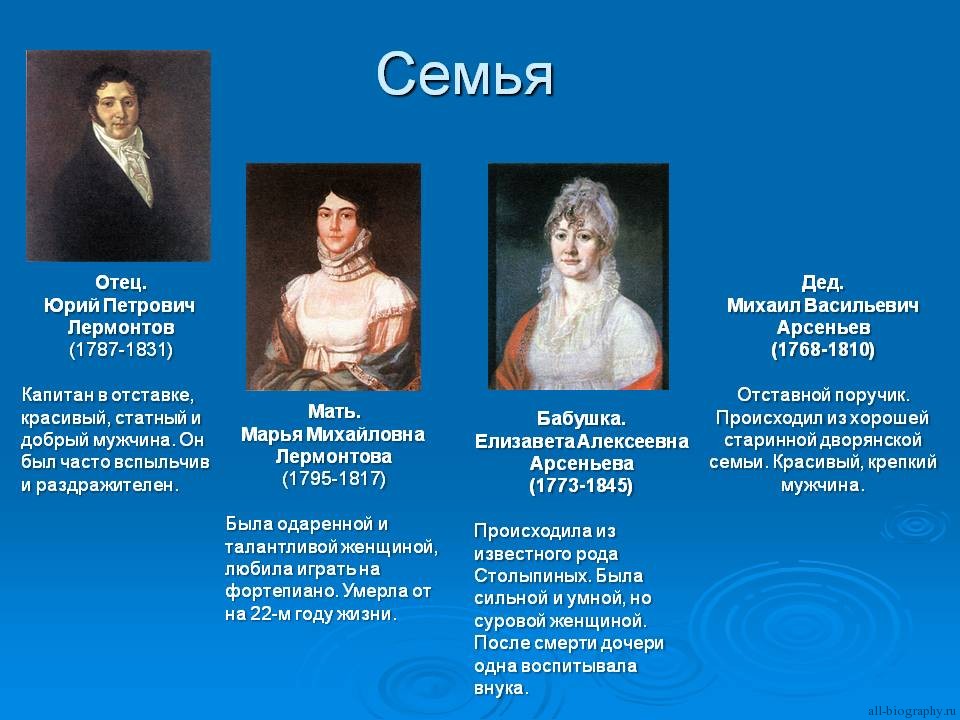 Семья
Отец.
Юрий Петрович
Лермонтов
(1787-1831)
Капитан в отставке,
красивый, статный и
добрый мужчина. Он
был часто вспыльчив
и раздражителен.
Мать.
Марья Михайловна
Лермонтова
(1795-1817)
Была одаренной и
талантливой женщиной,
любила играть на
фортепиано. Умерла от
на 22-м году жизни.
Бабушка.
Елизавета Алексеевна
Арсеньева
(1773-1845)
Происходила из
известного рода
Столыпиных. Была
сильной и умной, но
суровой женщиной.
После смерти дочери
одна воспитывала
внука.
Дед.
Михаил Васильевич
Арсеньев
(1768-1810)
Отставной поручик.
Происходил из хорошей
старинной дворянской
семьи. Красивый, крепкий
мужчина.
all-biography.ru